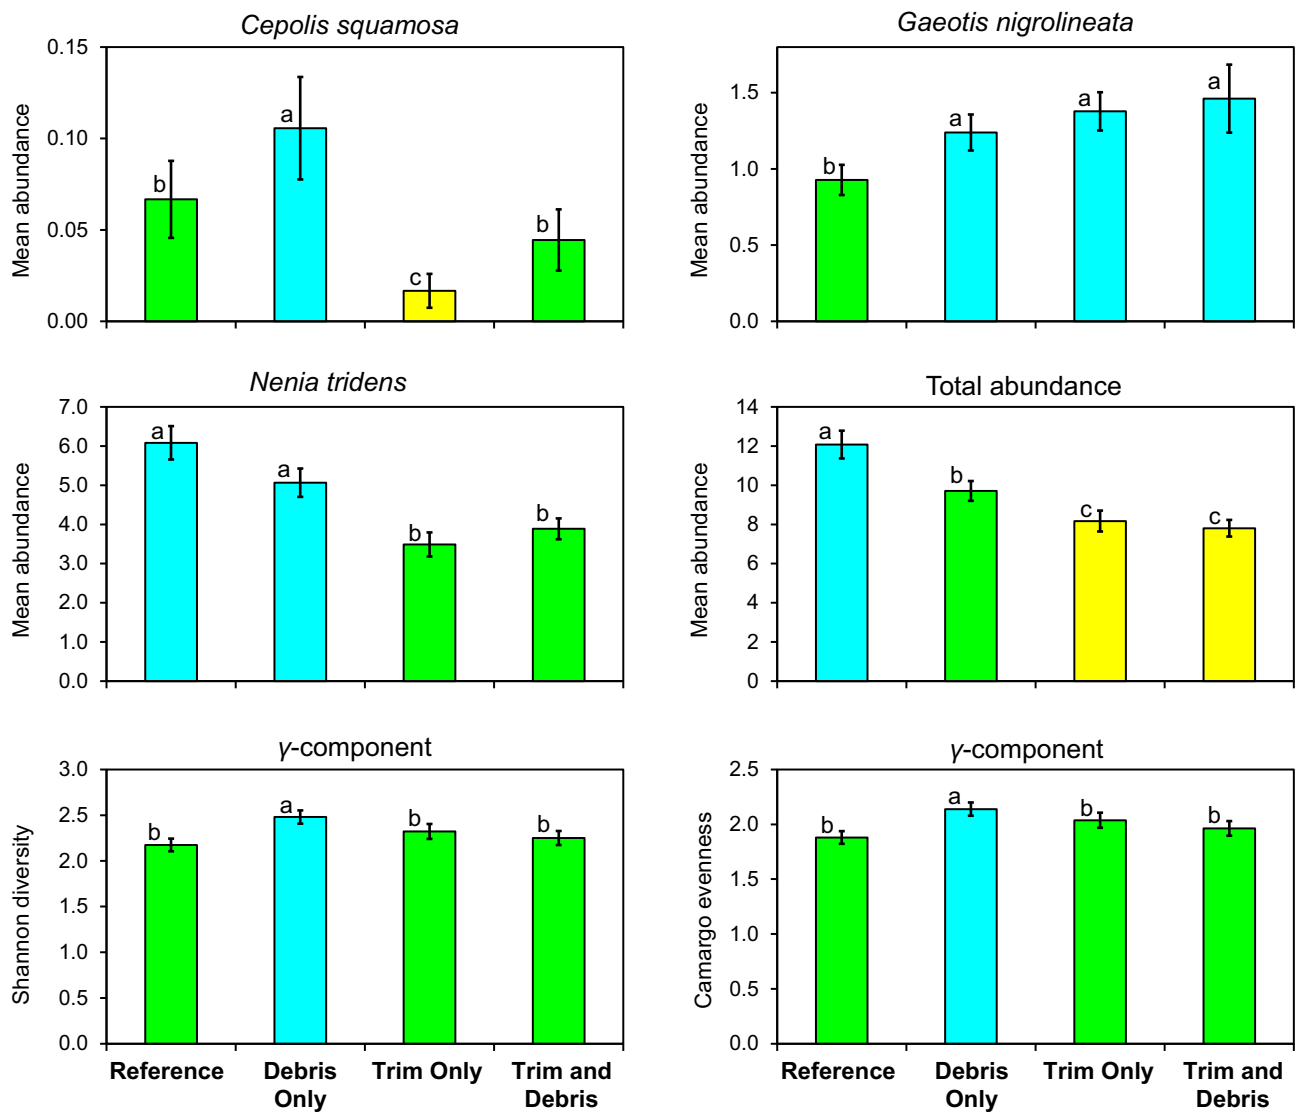 Cepolis squamosa
Mean abundance
0.15
0.10
0.05
0.00
b
a
c
b
Gaeotis nigrolineata
Mean abundance
1.5
1.0
0.5
0.0
b
a
a
a
Nenia tridens
Mean abundance
7.0
6.0
5.0
4.0
3.0
2.0
1.0
0.0
a
a
b
b
Total abundance
Mean abundance
14
12
10
8
6
4
2
0
a
b
c
c
γ-component
Shannon diversity
3.0
2.5
2.0
1.5
1.0
0.5
0.0
b
a
b
b
Reference
Debris
Only
Trim Only
Trim and
Debris
γ-component
Camargo evenness
2.5
2.0
1.5
1.0
0.5
0.0
b
a
b
b
Reference
Debris
Only
Trim Only
Trim and
Debris